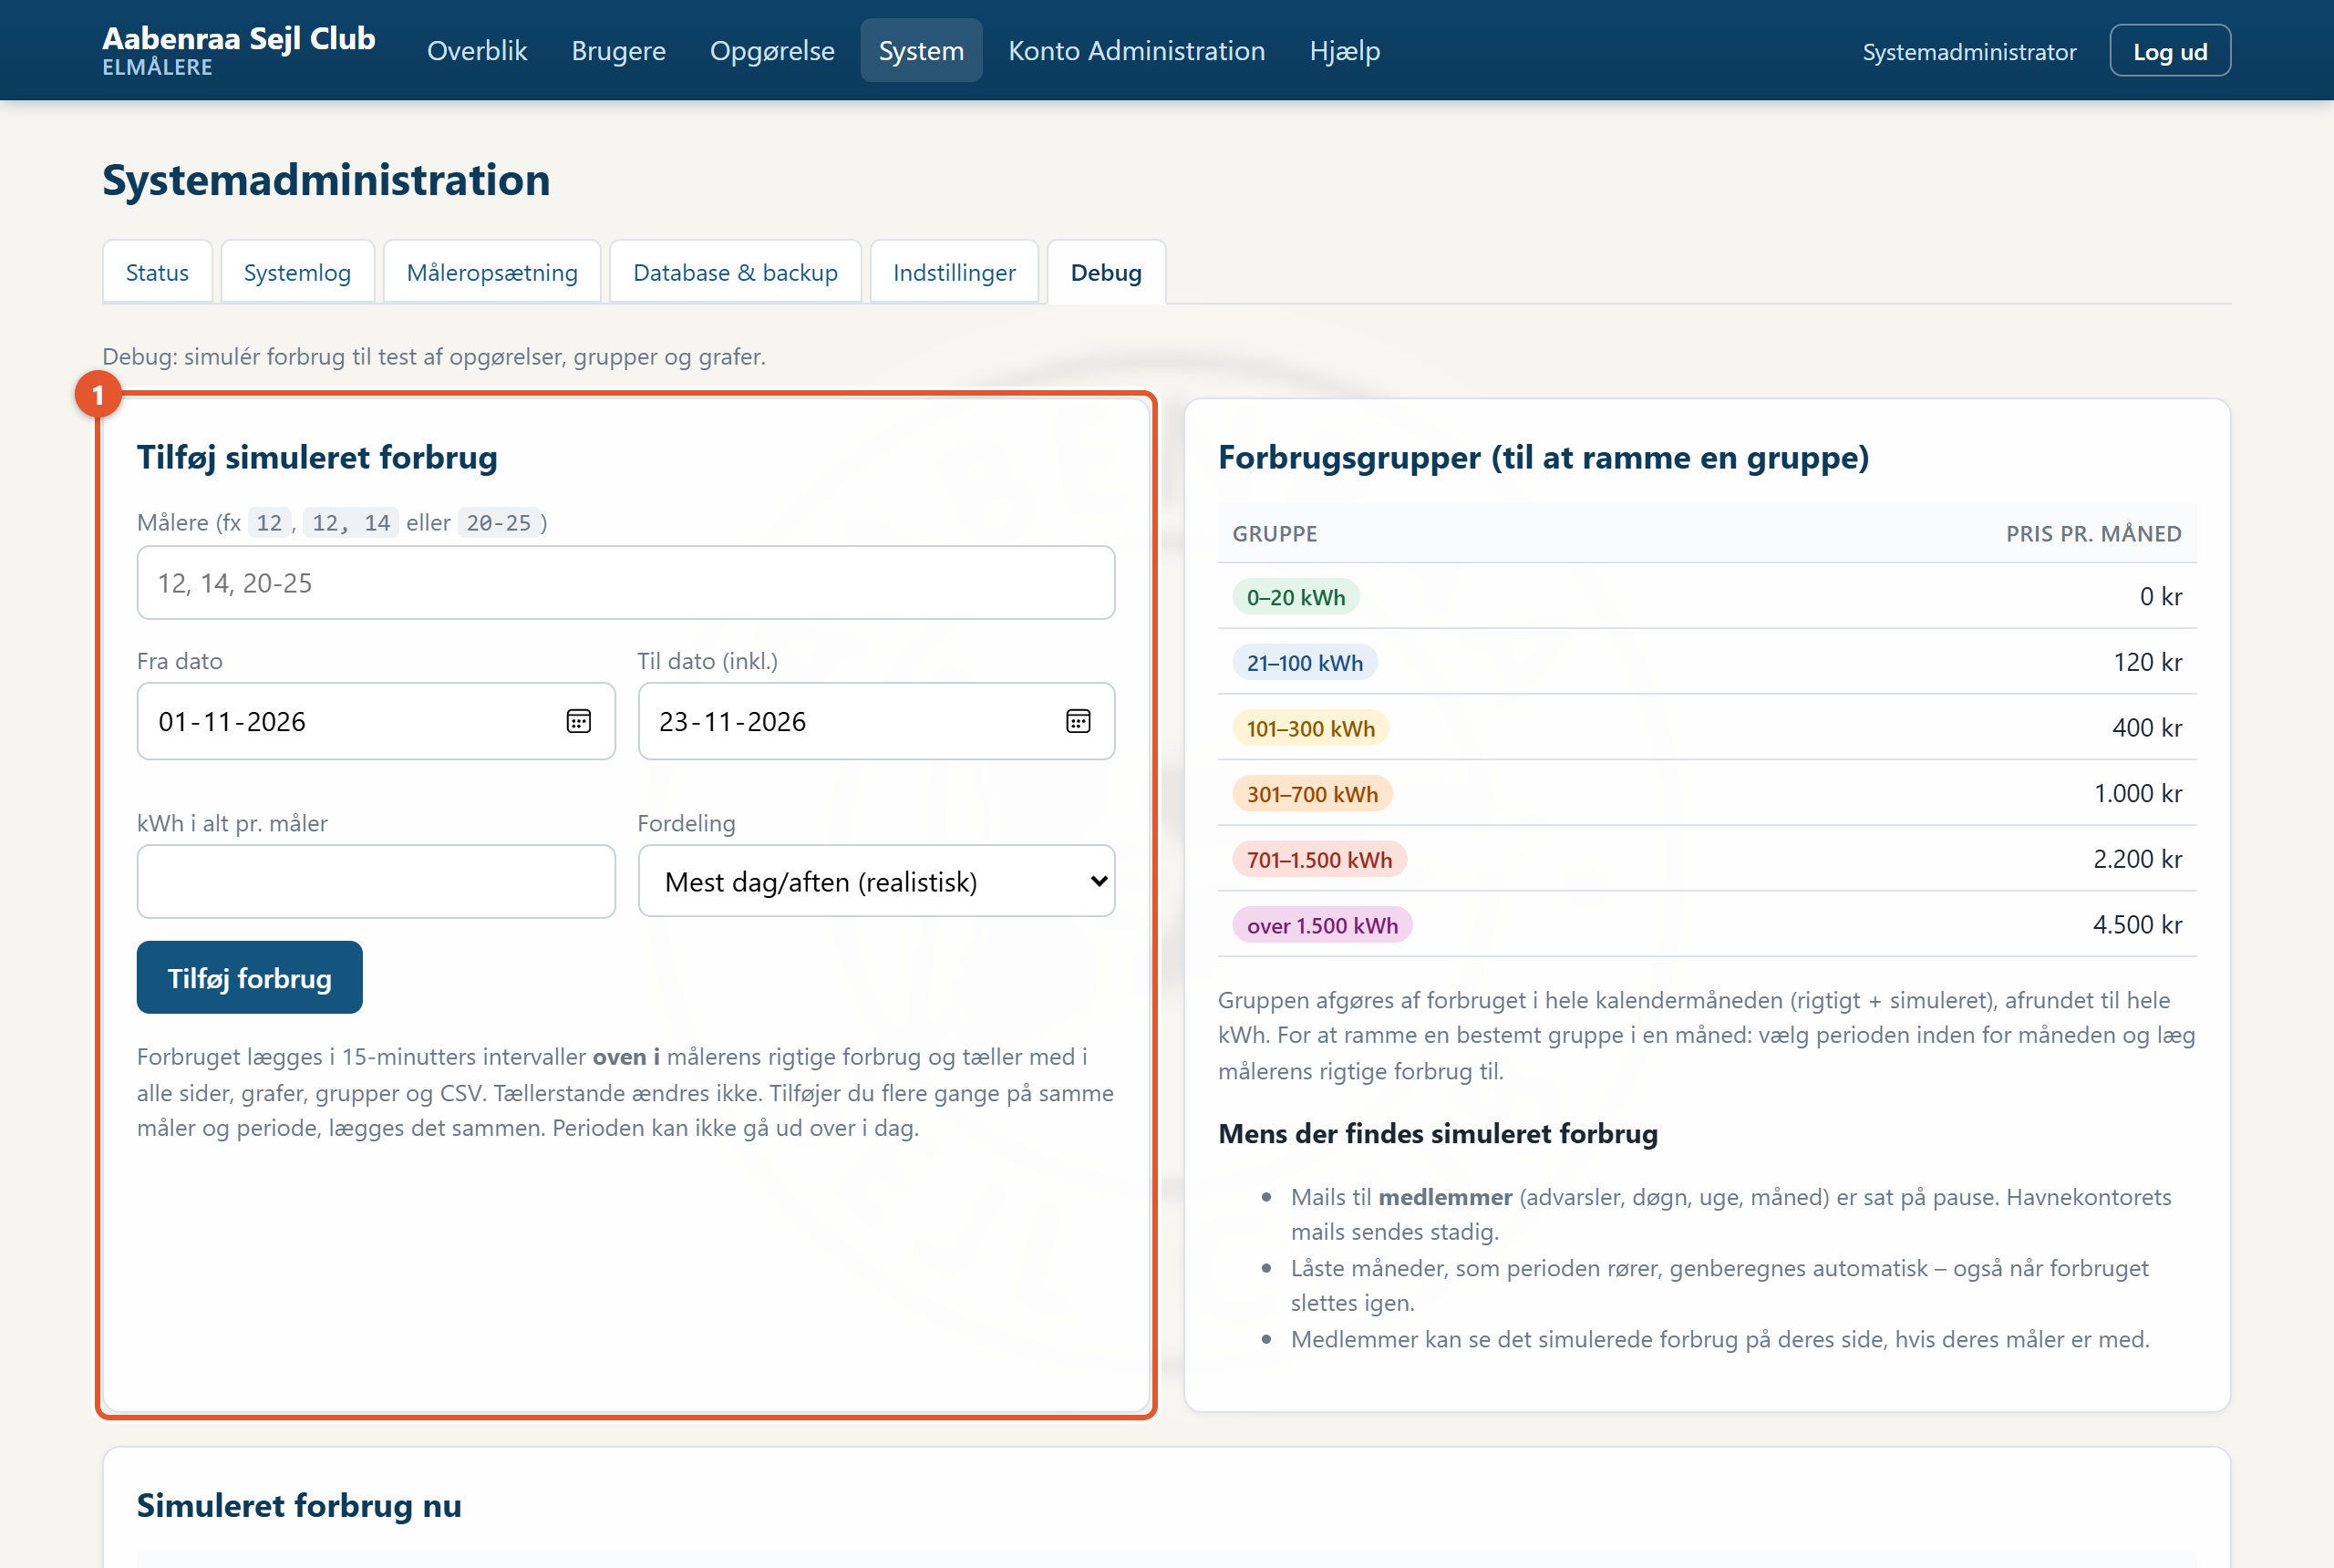 Aabenraa Sejl Club
ELMÅLERE
Overblik
Brugere
Opgørelse
System
Konto Administration
Hjælp
Systemadministrator
Log ud
Systemadministration
Status
Systemlog
Måleropsætning
Database & backup
Indstillinger
Debug
Debug: simulér forbrug til test af opgørelser, grupper og grafer.
1
Tilføj simuleret forbrug
Målere (fx 12, 12, 14 eller 20-25)
12, 14, 20-25
Fra dato
Til dato (inkl.)
01-11-2026
23-11-2026
kWh i alt pr. måler
Fordeling
Mest dag/aften (realistisk)
Tilføj forbrug
Forbruget lægges i 15-minutters intervaller oven i målerens rigtige forbrug og tæller med i
alle sider, grafer, grupper og CSV. Tællerstande ændres ikke. Tilføjer du flere gange på samme
måler og periode, lægges det sammen. Perioden kan ikke gå ud over i dag.
Forbrugsgrupper (til at ramme en gruppe)
GRUPPE PRIS PR. MÅNED
0–20 kWh 0 kr
21–100 kWh 120 kr
101–300 kWh 400 kr
301–700 kWh 1.000 kr
701–1.500 kWh 2.200 kr
over 1.500 kWh 4.500 kr
Gruppen afgøres af forbruget i hele kalendermåneden (rigtigt + simuleret), afrundet til hele
kWh. For at ramme en bestemt gruppe i en måned: vælg perioden inden for måneden og læg
målerens rigtige forbrug til.
Mens der findes simuleret forbrug
Mails til medlemmer (advarsler, døgn, uge, måned) er sat på pause. Havnekontorets
mails sendes stadig.
Låste måneder, som perioden rører, genberegnes automatisk – også når forbruget
slettes igen.
Medlemmer kan se det simulerede forbrug på deres side, hvis deres måler er med.
Simuleret forbrug nu